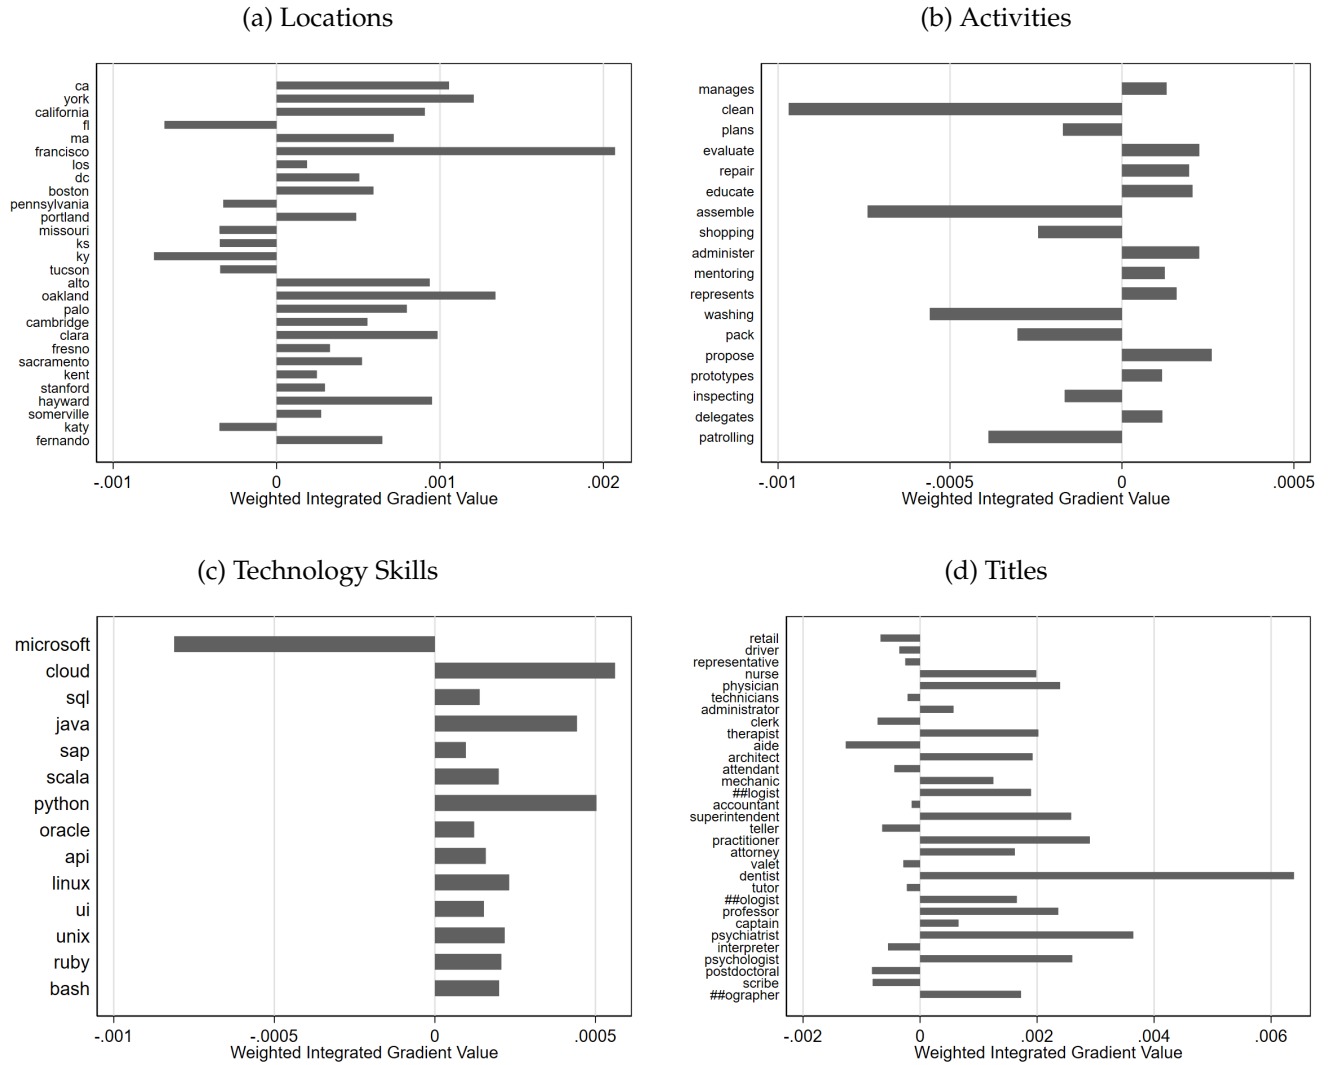 (a) Locations
ca
york
california
fl
ma
francisco
los
dc
boston
pennsylvania
portland
missouri
ks
ky
tucson
alto
oakland
palo
cambridge
clara
fresno
sacramento
kent
stanford
hayward
somerville
katy
fernando
-.001 0 .001 .002
Weighted Integrated Gradient Value
(b) Activities
manages
clean
plans
evaluate
repair
educate
assemble
shopping
administer
mentoring
represents
washing
pack
propose
prototypes
inspecting
delegates
patrolling
-.001 -.0005 0 .0005
Weighted Integrated Gradient Value
(c) Technology Skills
microsoft
cloud
sql
java
sap
scala
python
oracle
api
linux
ui
unix
ruby
bash
-.001 -.0005 0 .0005
Weighted Integrated Gradient Value
(d) Titles
retail
driver
representative
nurse
physician
technicians
administrator
clerk
therapist
aide
architect
attendant
mechanic
##logist
accountant
superintendent
teller
practitioner
attorney
valet
dentist
tutor
##ologist
professor
captain
psychiatrist
interpreter
psychologist
postdoctoral
scribe
##ographer
-.002 0 .002 .004 .006
Weighted Integrated Gradient Value